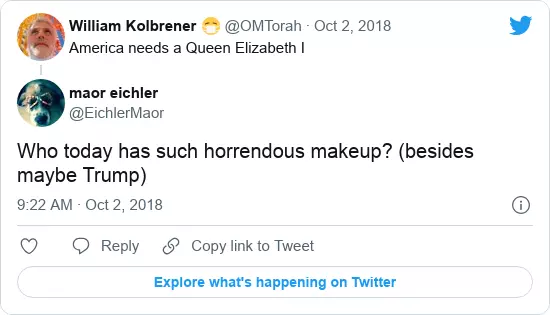 William Kolbrener 😷 @OMTorah · Oct 2, 2018
America needs a Queen Elizabeth I
maor eichler
@EichlerMaor
Who today has such horrendous makeup? (besides
maybe Trump)
9:22 AM · Oct 2, 2018
Reply
Copy link to Tweet
Explore what's happening on Twitter